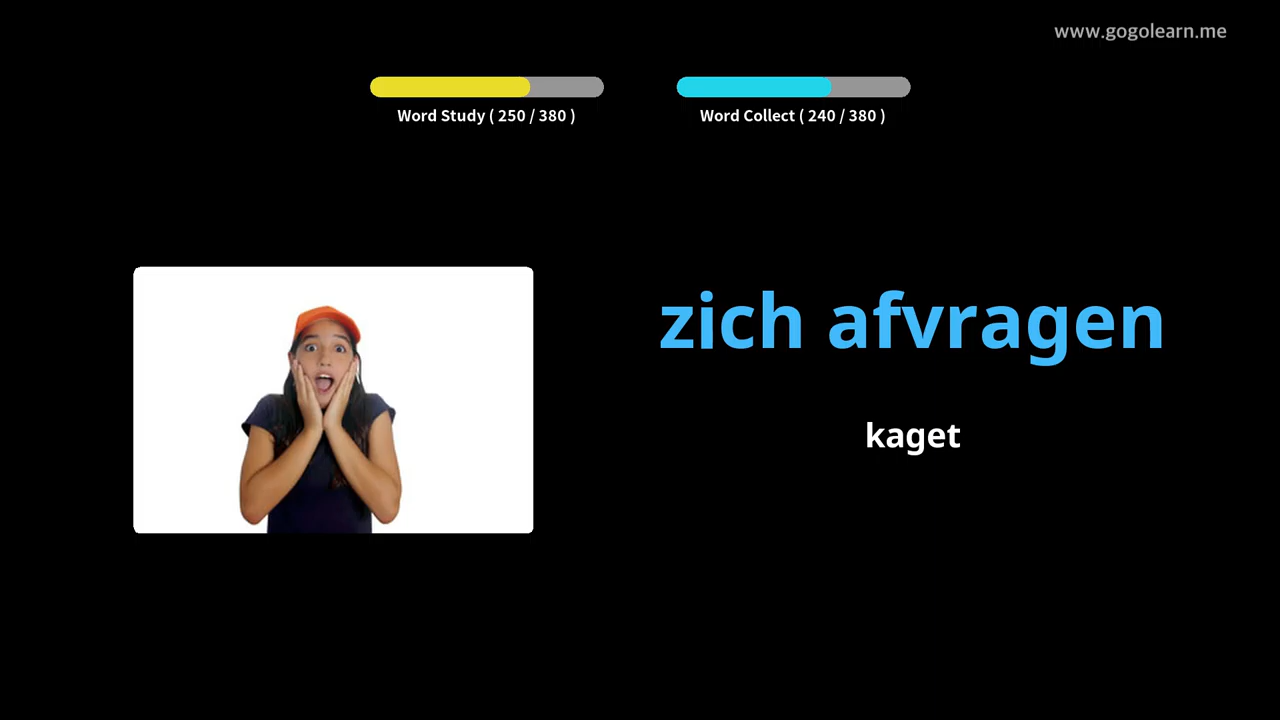 www.gogolearn.me
Word Study ( 250 / 380 )
Word Collect ( 240 / 380 )
zich afvragen
kaget